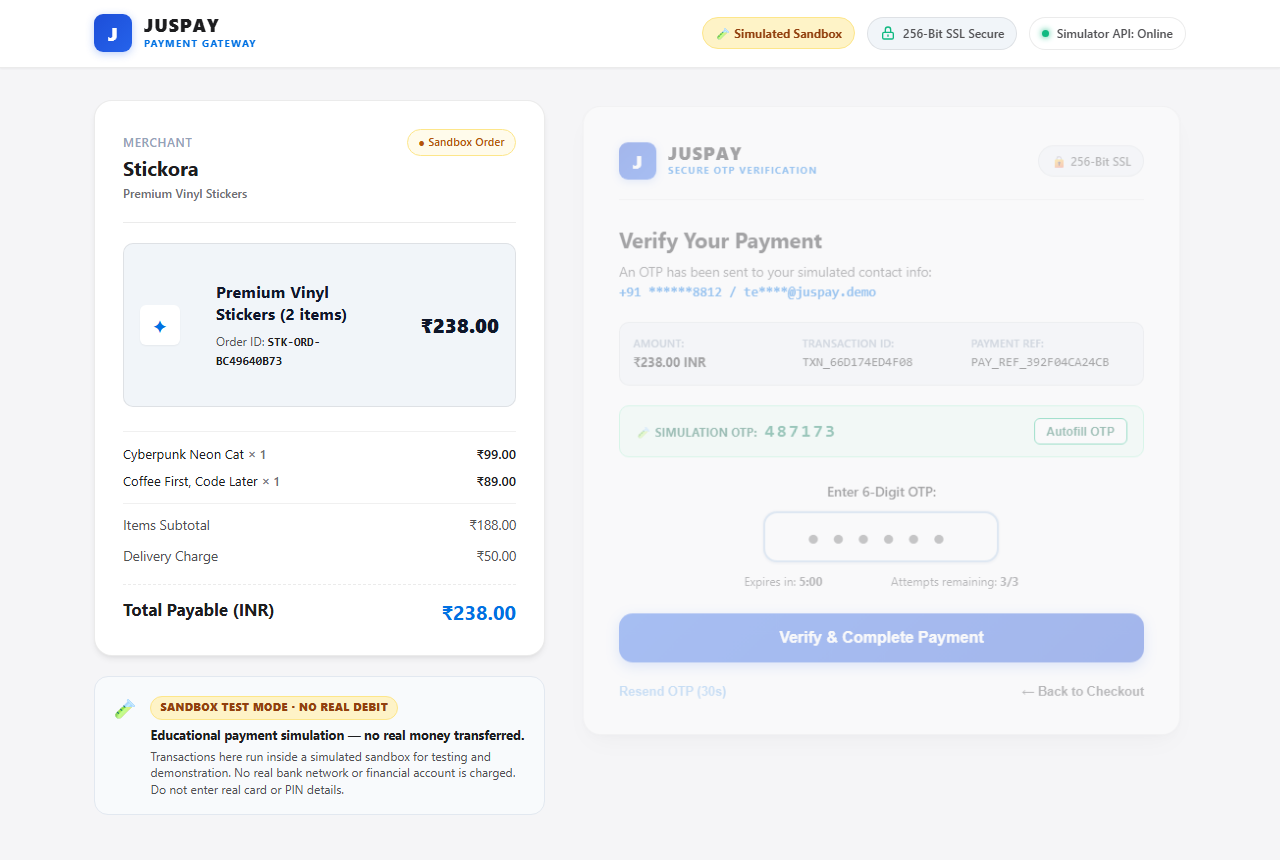 J
JUSPAY
PAYMENT GATEWAY
Simulated Sandbox
256-Bit SSL Secure
Simulator API: Online
MERCHANT
● Sandbox Order
Stickora
Premium Vinyl Stickers
Premium Vinyl
Stickers (2 items)
₹238.00
Order ID: STK-ORD-
BC49640B73
Cyberpunk Neon Cat × 1 ₹99.00
Coffee First, Code Later × 1 ₹89.00
Items Subtotal ₹188.00
Delivery Charge ₹50.00
Total Payable (INR) ₹238.00
SANDBOX TEST MODE · NO REAL DEBIT
Educational payment simulation — no real money transferred.
Transactions here run inside a simulated sandbox for testing and
demonstration. No real bank network or financial account is charged.
Do not enter real card or PIN details.
J
JUSPAY
SECURE OTP VERIFICATION
256-Bit SSL
Verify Your Payment
An OTP has been sent to your simulated contact info:
+91 ******8812 / te****@juspay.demo
AMOUNT: TRANSACTION ID: PAYMENT REF:
₹238.00 INR TXN_66D174ED4F08 PAY_REF_392F04CA24CB
SIMULATION OTP: 487173 Autofill OTP
Enter 6-Digit OTP:
● ● ● ● ● ●
Expires in: 5:00 Attempts remaining: 3/3
Verify & Complete Payment
Resend OTP (30s) ← Back to Checkout